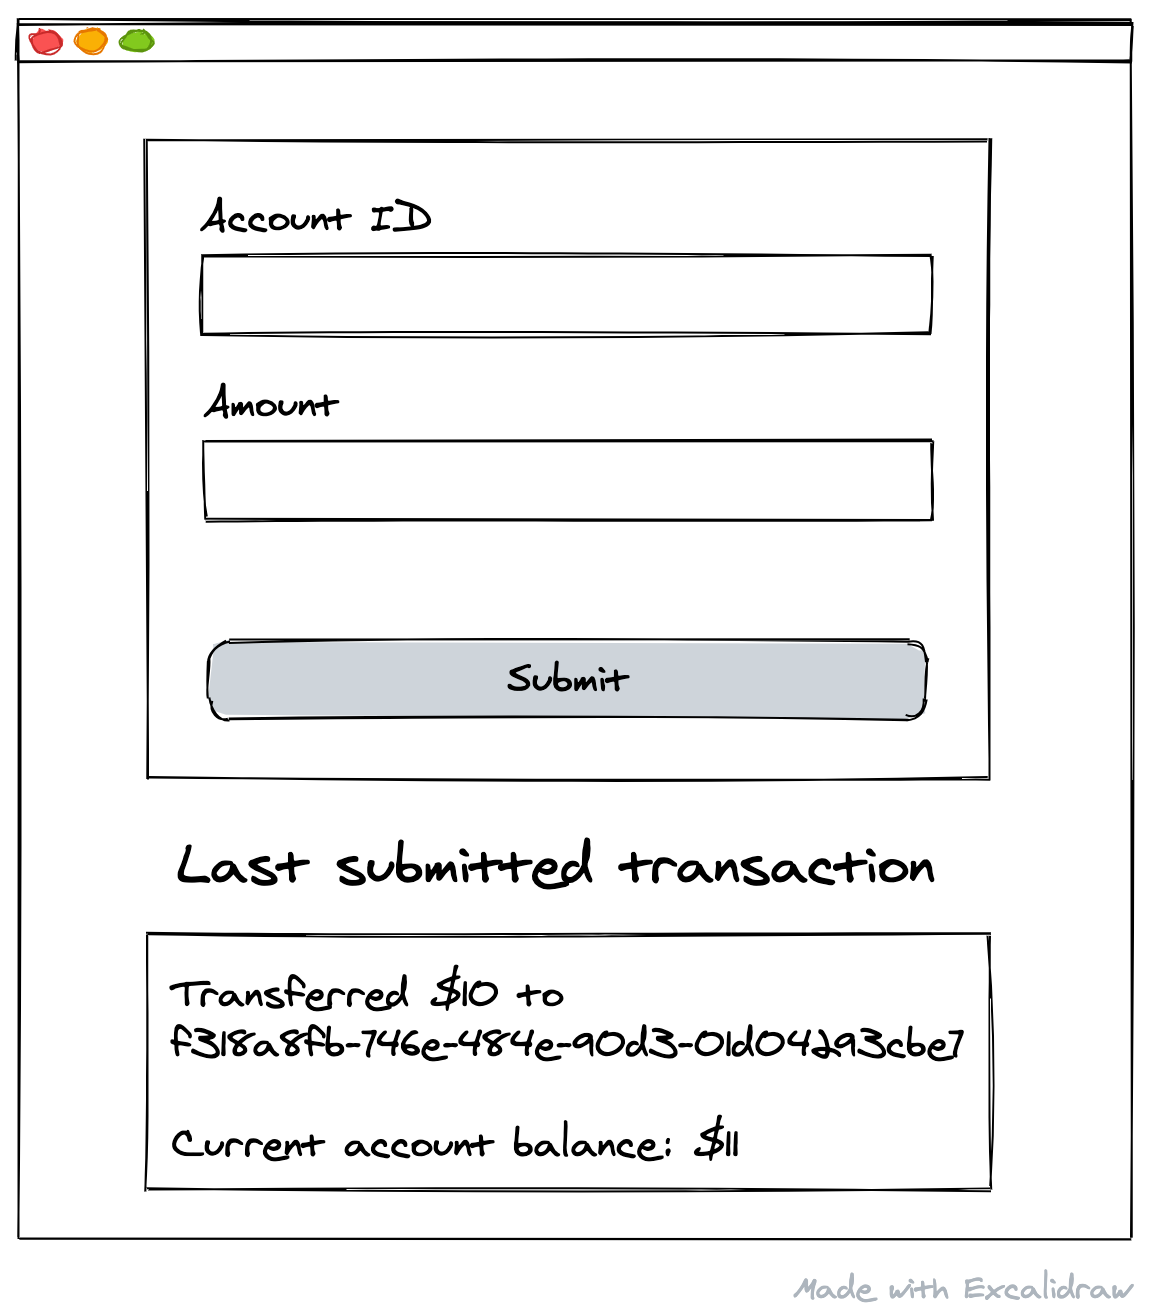 Account ID
Amount
Submit
Last submitted transaction
Transferred $10 to
f318a8fb-746e-484e-90d3-01d04293cbe7
Current account balance: $11
Made with Excalidraw